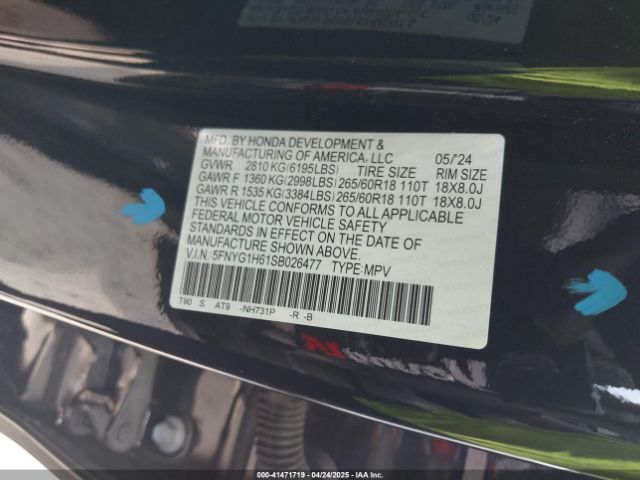 MFD. BY HONDA DEVELOPMENT &
MANUFACTURING OF AMERICA, LLC 05/'24
GVWR 2810 KG(6195LBS) TIRE SIZE RIM SIZE
GAWR F 1360 KG(2998LBS) 265/60R18 110T 18X8.0J
GAWR R 1535 KG(3384LBS) 265/60R18 110T 18X8.0J
THIS VEHICLE CONFORMS TO ALL APPLICABLE
FEDERAL MOTOR VEHICLE SAFETY
STANDARDS IN EFFECT ON THE DATE OF
MANUFACTURE SHOWN ABOVE.
V.I.N. 5FNYG1H61SB026477 TYPE:MPV
T90 S AT9 -NH731P -R -B
000-41471719 | 04/24/2025 - IAA Inc.